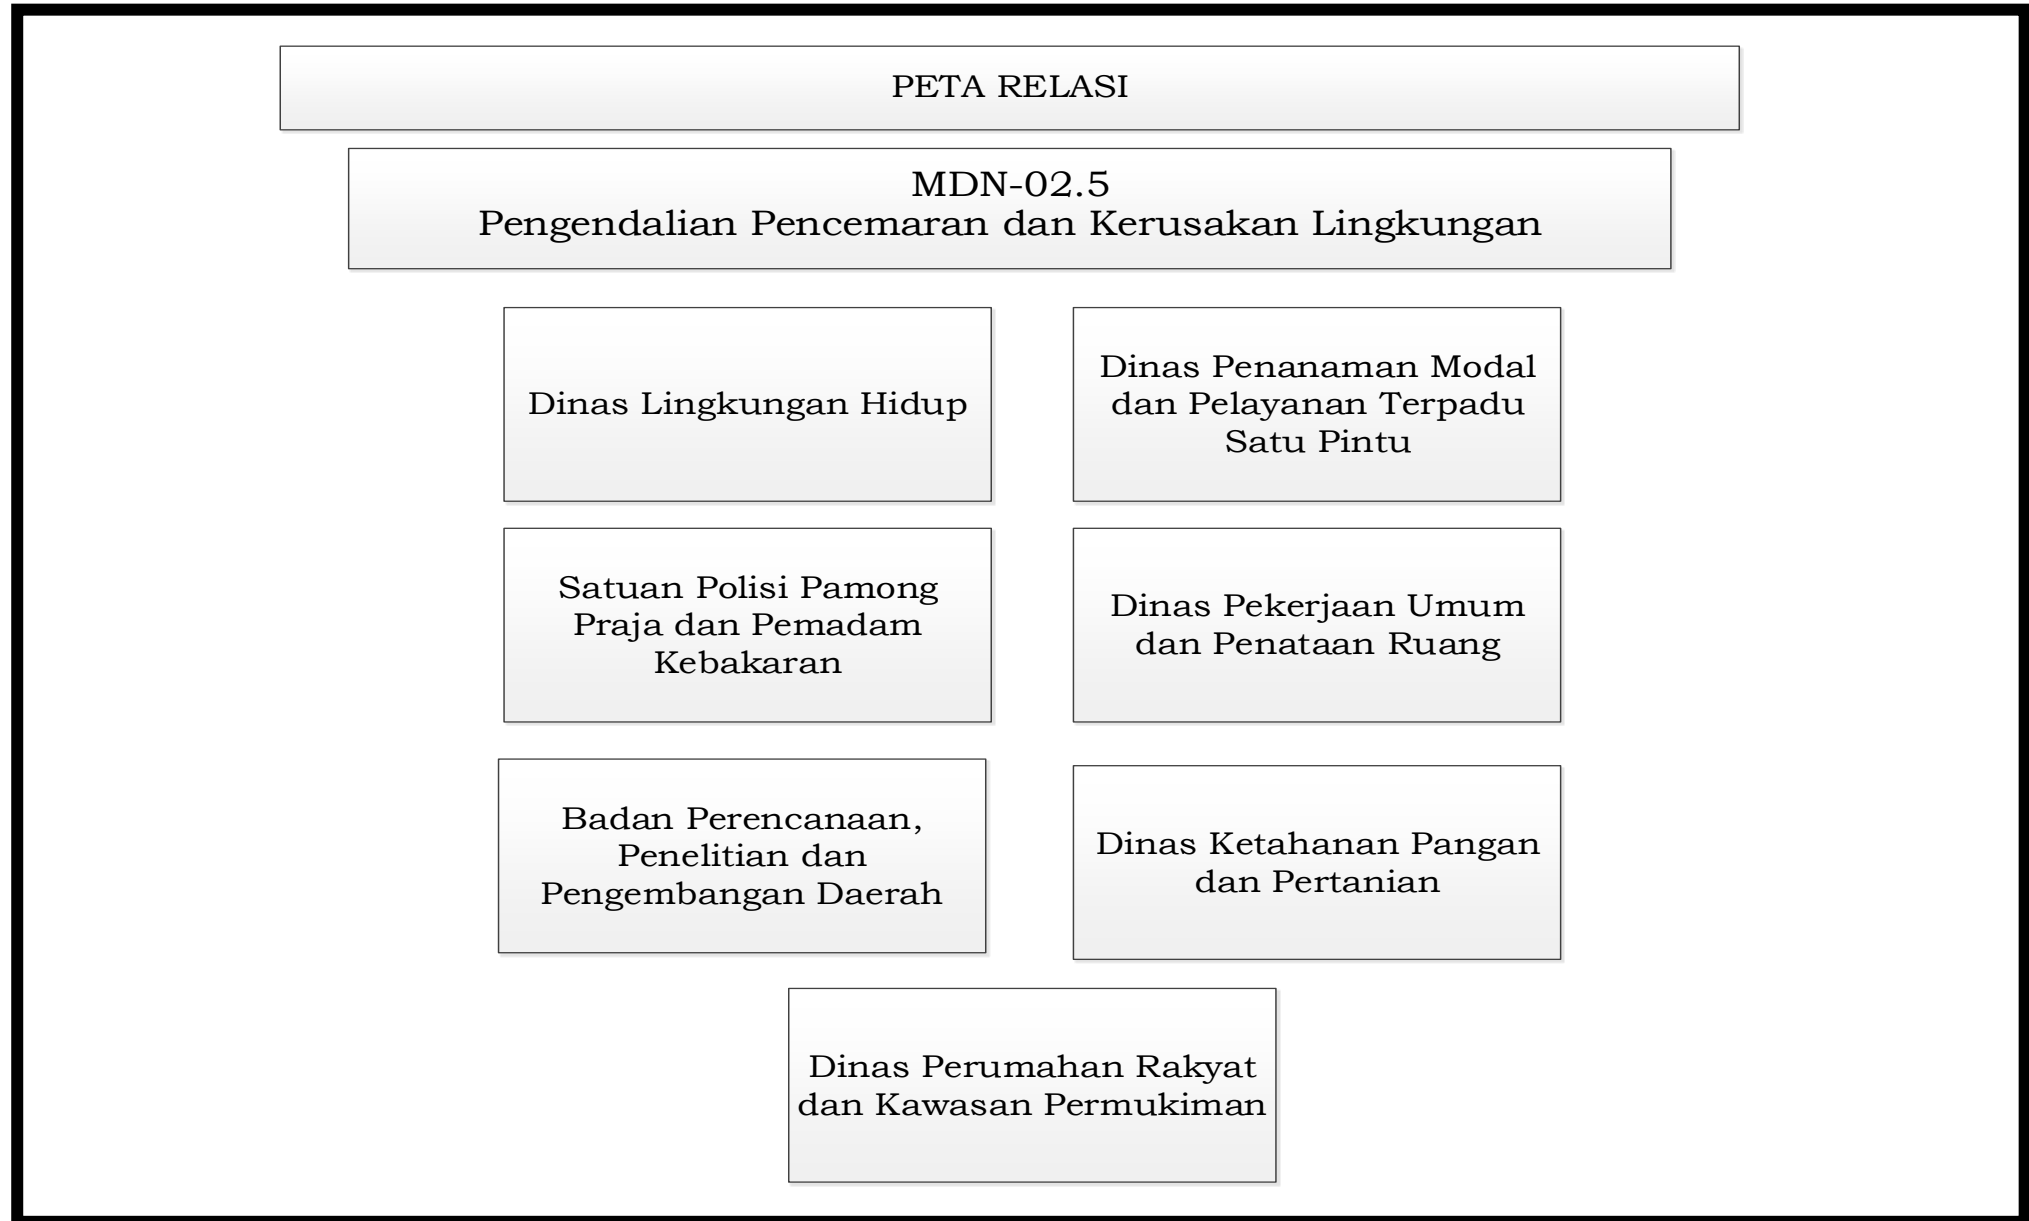 PETA RELASI
MDN-02.5
Pengendalian Pencemaran dan Kerusakan Lingkungan
Dinas Lingkungan Hidup
Dinas Penanaman Modal
dan Pelayanan Terpadu
Satu Pintu
Satuan Polisi Pamong
Praja dan Pemadam
Kebakaran
Dinas Pekerjaan Umum
dan Penataan Ruang
Badan Perencanaan,
Penelitian dan
Pengembangan Daerah
Dinas Ketahanan Pangan
dan Pertanian
Dinas Perumahan Rakyat
dan Kawasan Permukiman